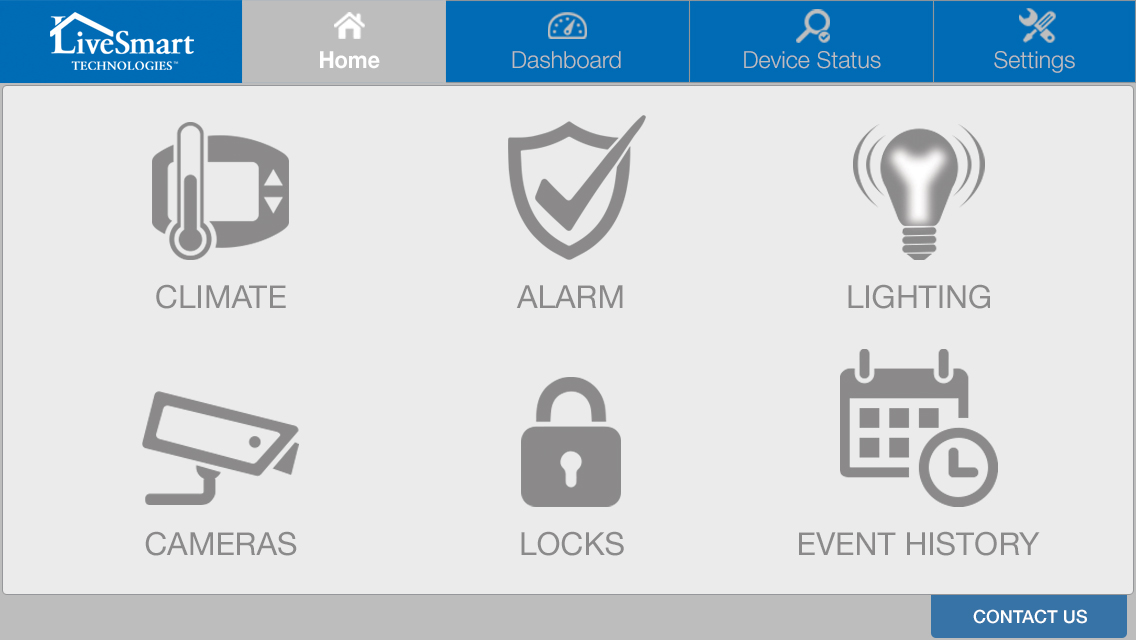 LiveSmart
TECHNOLOGIES™
Home
Dashboard
Device Status
Settings
CLIMATE
ALARM
LIGHTING
CAMERAS
LOCKS
EVENT HISTORY
CONTACT US